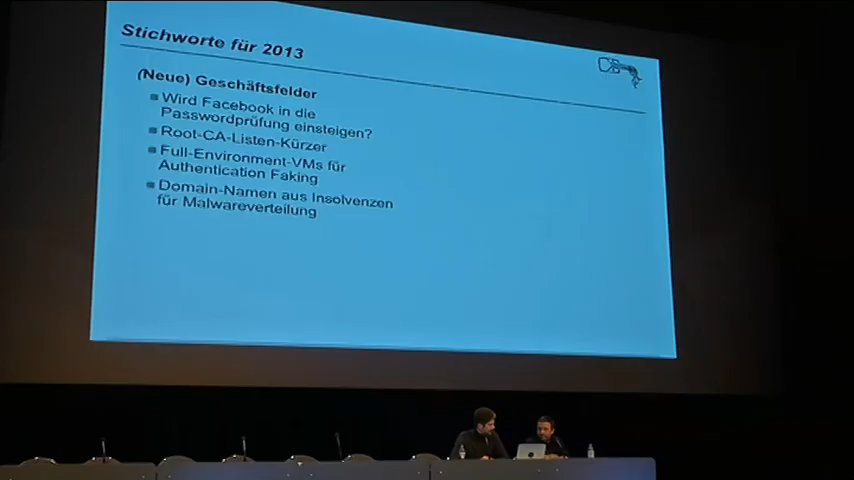 Stichworte für 2013
(Neue) Geschäftsfelder
Wird Facebook in die
Passwordprüfung einsteigen?
Root-CA-Listen-Kürzer
Full-Environment-VMs für
Authentication Faking
Domain-Namen aus Insolvenzen
für Malwareverteilung